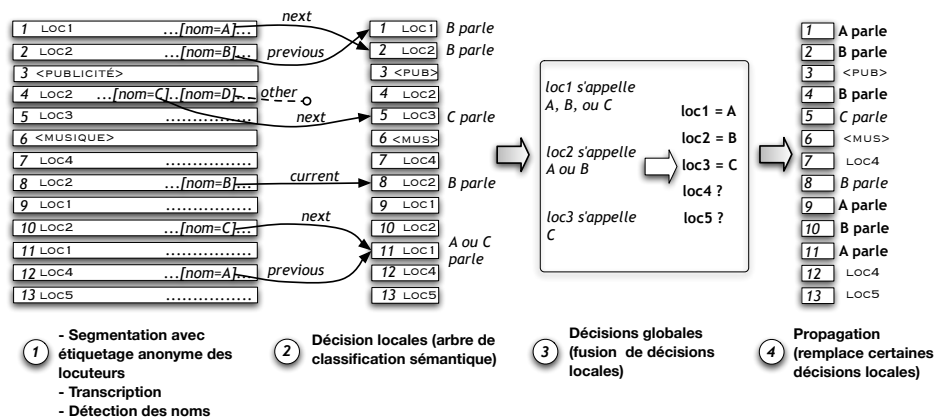 next
1 LOC1 ...[nom=A]...
2 LOC2 ...[nom=B]...
previous
3 <PUBLICITÉ>
4 LOC2 ...[nom=C]..[nom=D]...
other
5 LOC3 ...............
next
6 <MUSIQUE>
7 LOC4 ...............
8 LOC2 ...[nom=B]...
current
9 LOC1 ...............
next
10 LOC2 ...[nom=C]...
11 LOC1 ...............
12 LOC4 ...[nom=A]...
previous
13 LOC5 ...............
1 LOC1 B parle
2 LOC2 B parle
3 <PUB>
4 LOC2
5 LOC3 C parle
6 <MUS>
7 LOC4
8 LOC2 B parle
9 LOC1
10 LOC2
11 LOC1 A ou C
parle
12 LOC4
13 LOC5
loc1 s'appelle
A, B, ou C
loc2 s'appelle
A ou B
loc3 s'appelle
C
loc1 = A
loc2 = B
loc3 = C
loc4 ?
loc5 ?
1 A parle
2 B parle
3 <PUB>
4 B parle
5 C parle
6 <MUS>
7 LOC4
8 B parle
9 A parle
10 B parle
11 A parle
12 LOC4
13 LOC5
1
- Segmentation avec
étiquetage anonyme des
locuteurs
- Transcription
- Détection des noms
2
Décision locales (arbre de
classification sémantique)
3
Décisions globales
(fusion de décisions
locales)
4
Propagation
(remplace certaines
décisions locales)